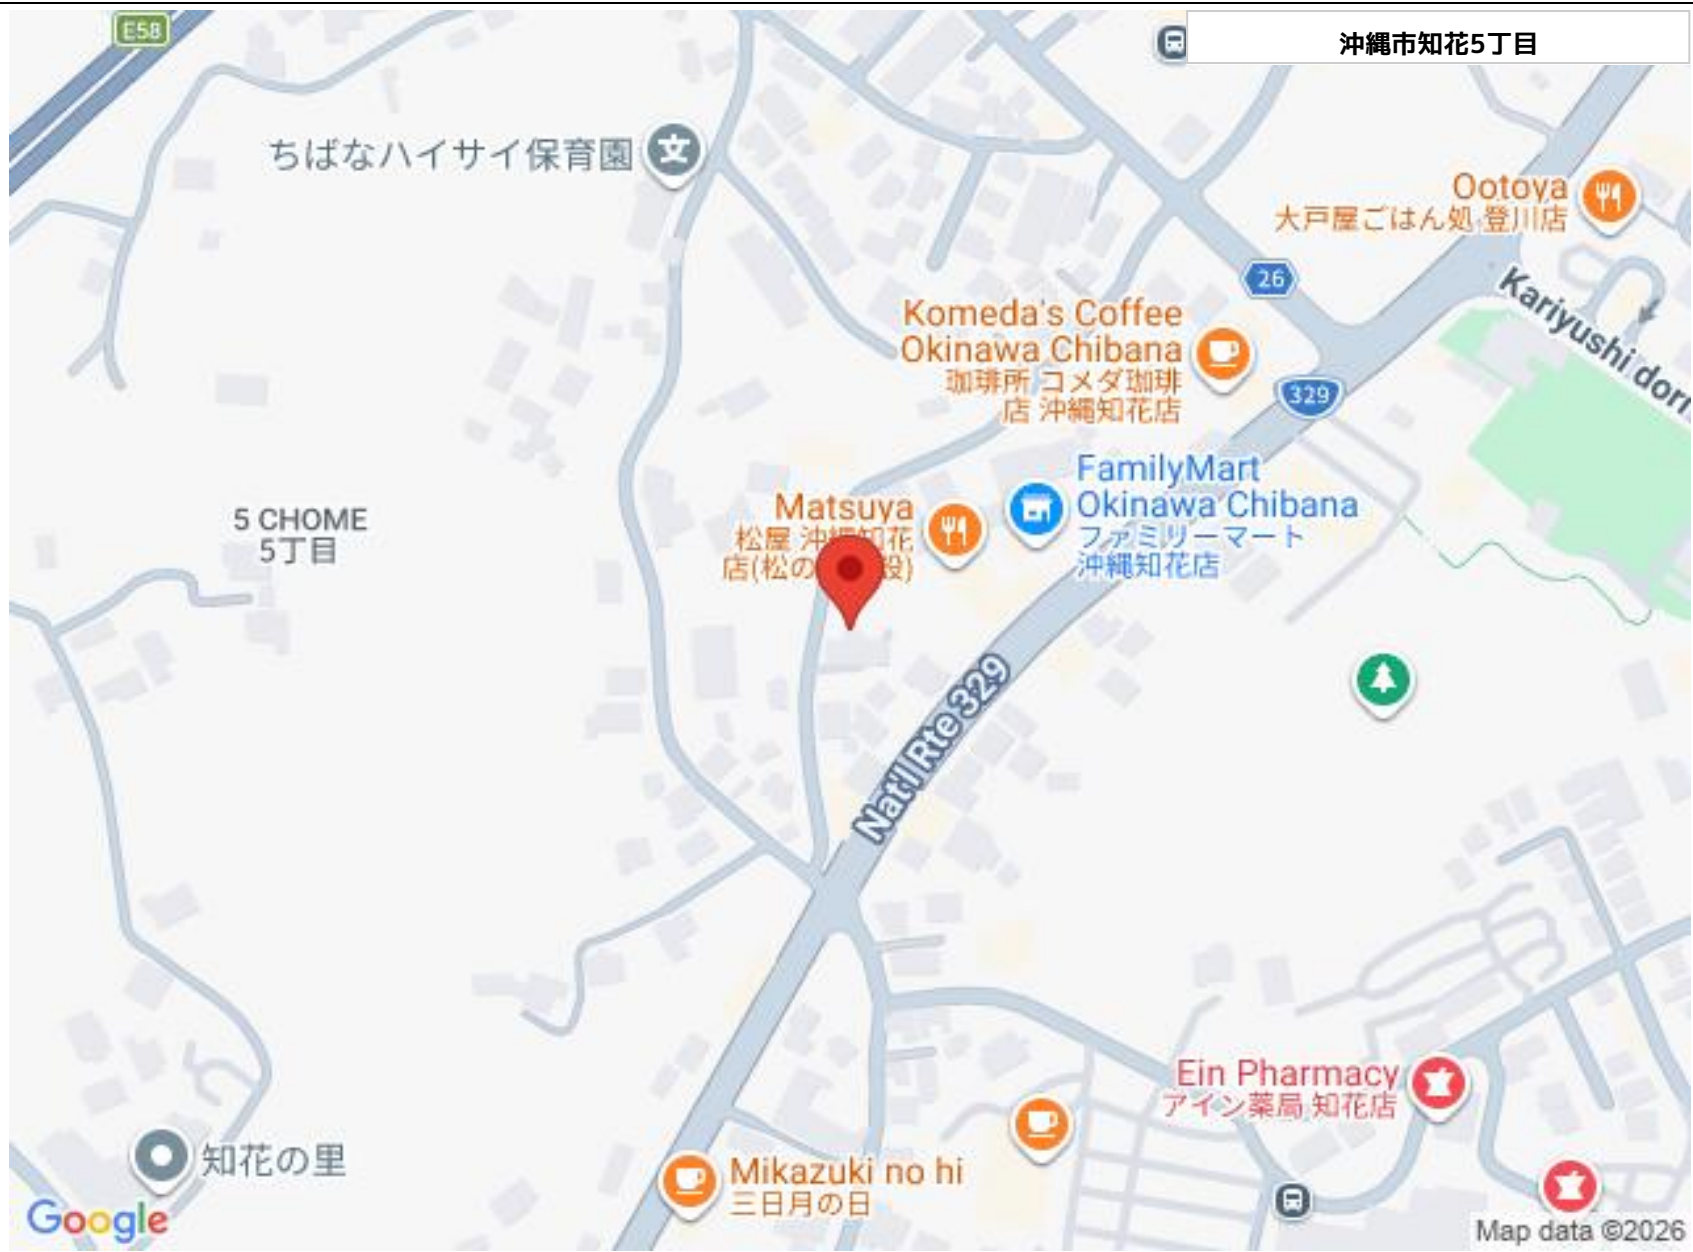 E58
沖縄市知花5丁目
ちばなハイサイ保育園
Ootoya
大戸屋ごはん処 登川店
26
Kariyushi dori
Komeda's Coffee
Okinawa Chibana
珈琲所 コメダ珈琲
店 沖縄知花店
329
FamilyMart
Okinawa Chibana
ファミリーマート
沖縄知花店
Matsuya
松屋 沖縄知花
店(松の
設)
5 CHOME
5丁目
Nat'l Rte 329
Ein Pharmacy
アイン薬局 知花店
知花の里
Mikazuki no hi
三日月の日
Google
Map data ©2026